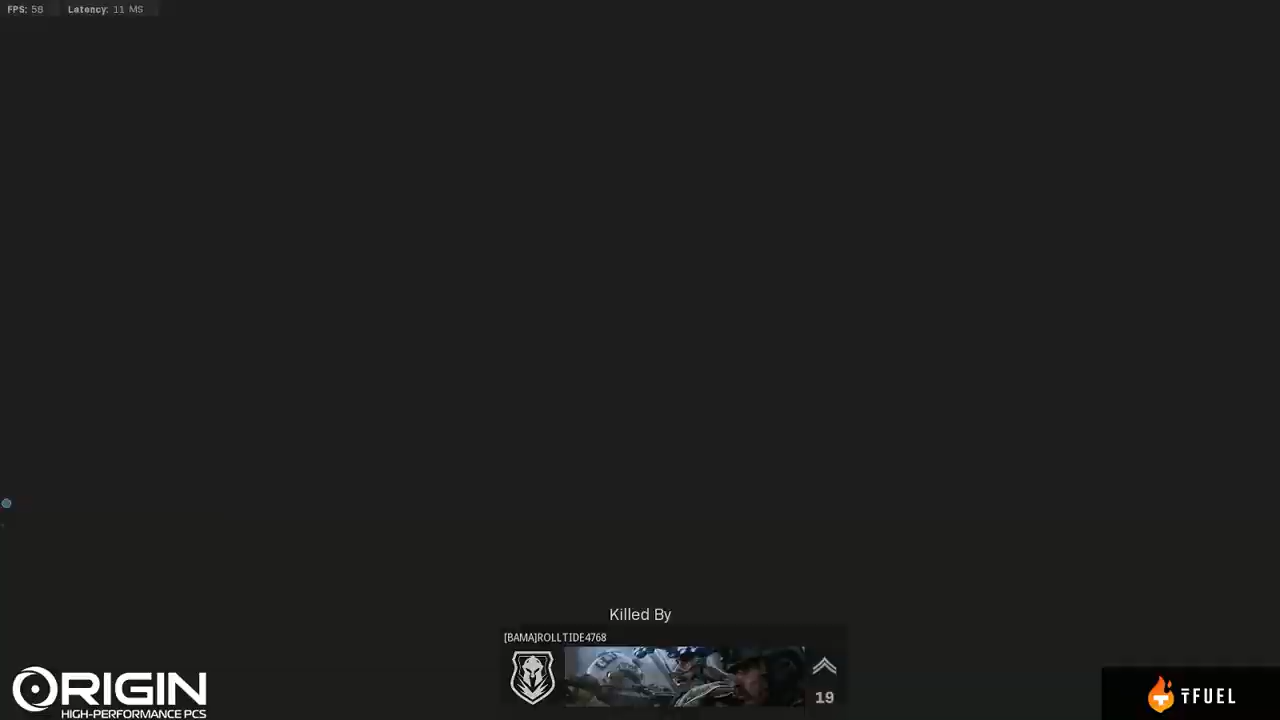 FPS: 58 Latency: 11 MS
Killed By
[BAMA]ROLLTIDE4768
19
ORIGIN
HIGH-PERFORMANCE PCS
TFUEL